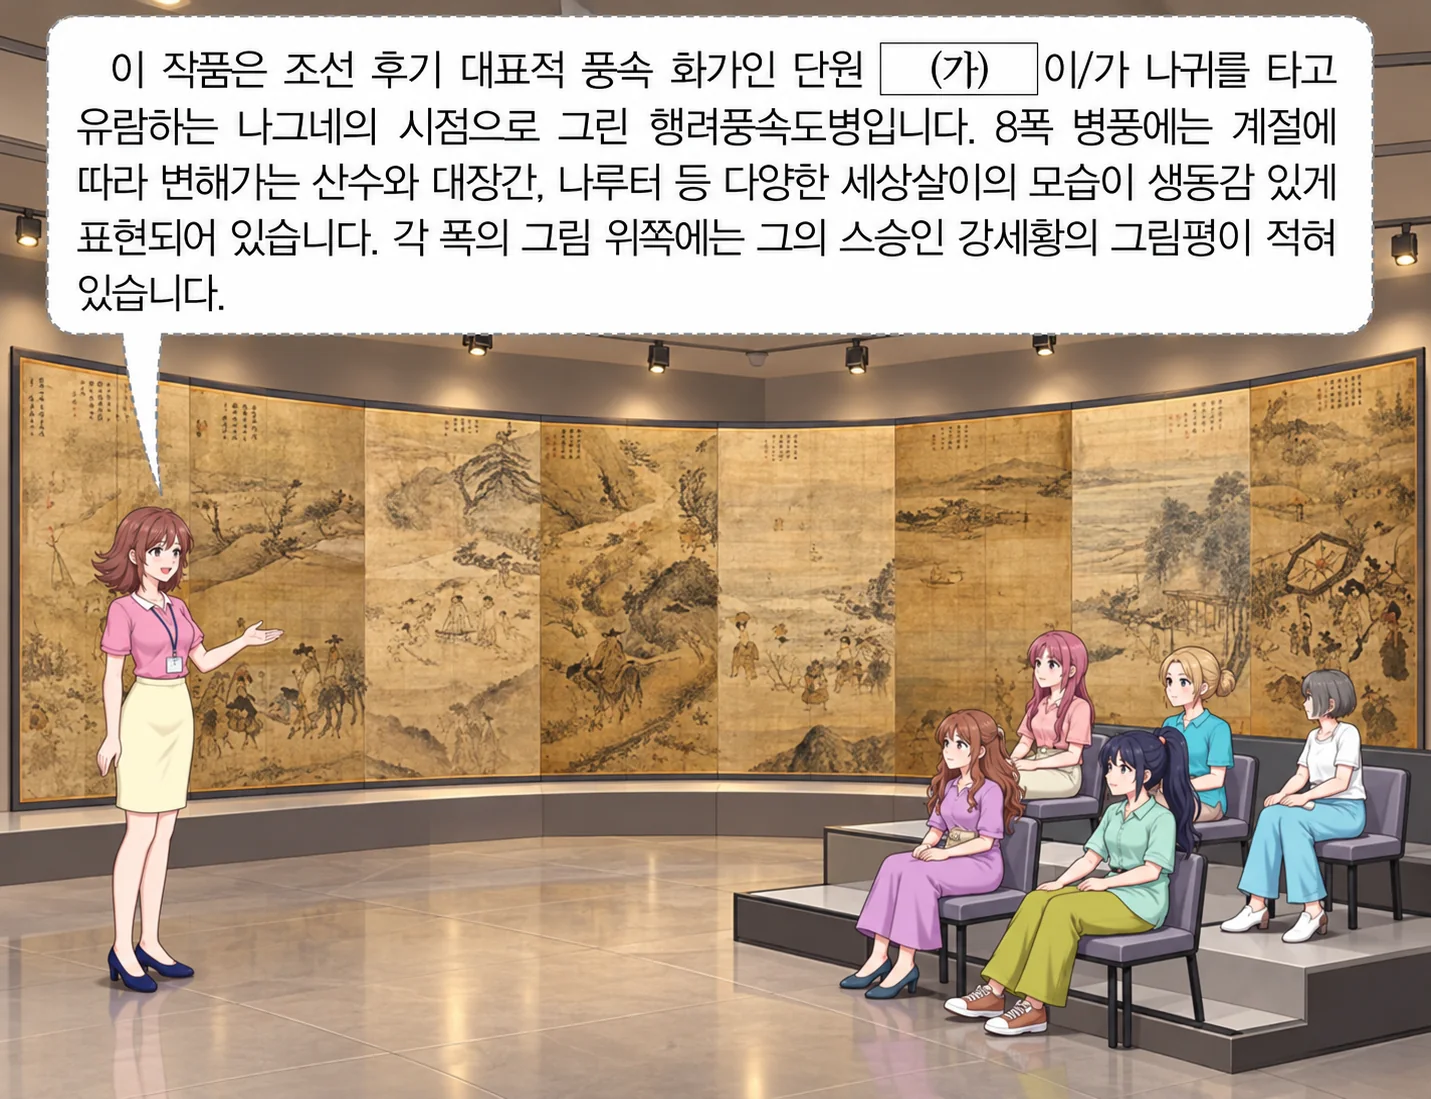 이 작품은 조선 후기 대표적 풍속 화가인 단원 (가) 이/가 나귀를 타고
유람하는 나그네의 시점으로 그린 행려풍속도병입니다. 8폭 병풍에는 계절에
따라 변해가는 산수와 대장간, 나루터 등 다양한 세상살이의 모습이 생동감 있게
표현되어 있습니다. 각 폭의 그림 위쪽에는 그의 스승인 강세황의 그림평이 적혀
있습니다.